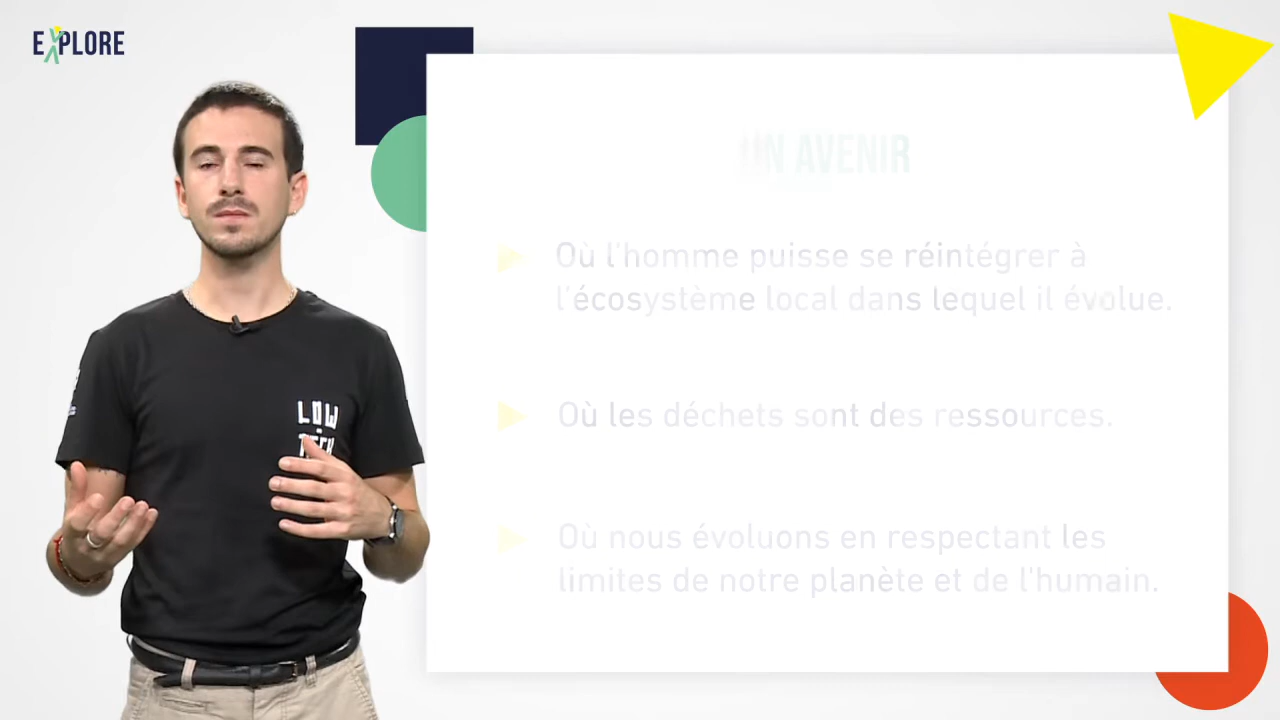 EXPLORE
UN AVENIR
Où l'homme puisse se réintégrer à
l'écosystème local dans lequel il évolue.
Où les déchets sont des ressources.
Où nous évoluons en respectant les
limites de notre planète et de l'humain.
LOW
TECH